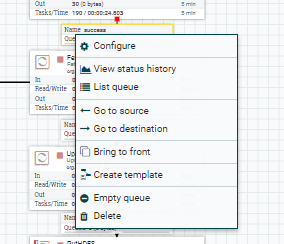 Out 30 (0 bytes) 5 min
Tasks/Time 190 / 00:00:24.603 5 min
Name success
Configure
View status history
List queue
Go to source
Go to destination
Bring to front
Create template
Empty queue
Delete
In
Read/Write
Out
Tasks/Time
Name
In
Read/Write
Out
Tasks/Time
Name